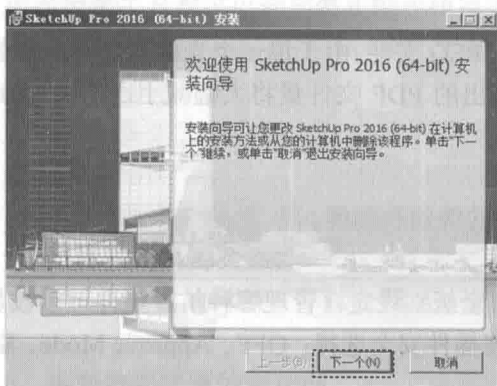 SketchUp Pro 2016 (64-bit) 安装
欢迎使用 SketchUp Pro 2016 (64-bit) 安
装向导
安装向导可让您更改 SketchUp Pro 2016 (64-bit) 在计算机
上的安装方法或从您的计算机中删除该程序。单击"下一
个"继续，或单击"取消"退出安装向导。
上一步(B)
下一个(N)
取消